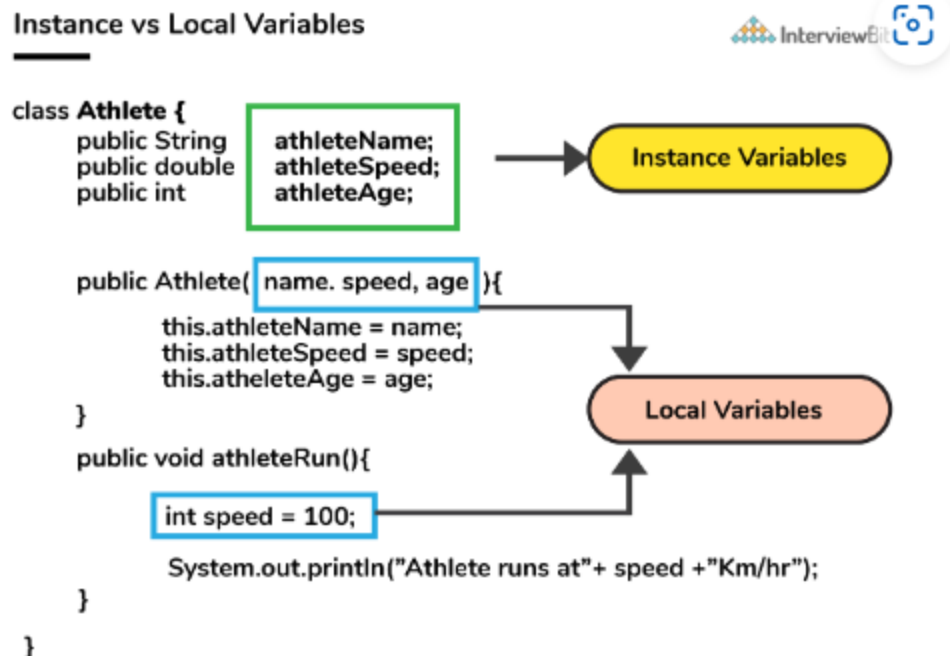 Instance vs Local Variables
InterviewBit
class Athlete {
public String athleteName;
public double athleteSpeed;
public int athleteAge;
Instance Variables
public Athlete( name. speed, age ){
this.athleteName = name;
this.athleteSpeed = speed;
this.atheleteAge = age;
}
Local Variables
public void athleteRun(){
int speed = 100;
System.out.println(”Athlete runs at”+ speed +”Km/hr”);
}
}